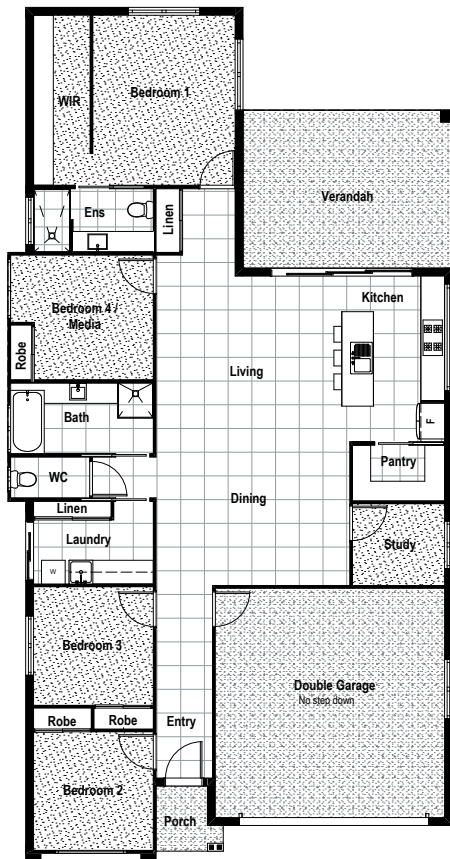 WIR
Bedroom 1
Verandah
Ens
Linen
Kitchen
Bedroom 4 /
Media
Robe
Living
Bath
F
Pantry
WC
Linen
Dining
Laundry
W
Study
Bedroom 3
Double Garage
No step down
Robe
Robe
Entry
Bedroom 2
Porch